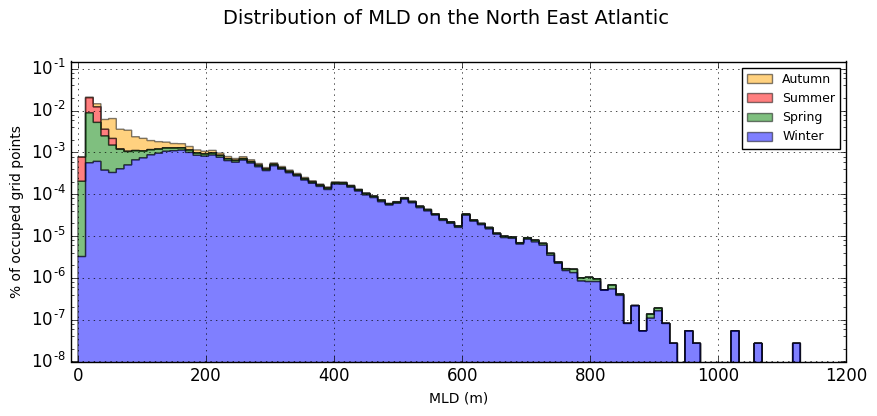 Distribution of MLD on the North East Atlantic
% of occuped grid points
10^-1
10^-2
10^-3
10^-4
10^-5
10^-6
10^-7
10^-8
Autumn
Summer
Spring
Winter
0 200 400 600 800 1000 1200
MLD (m)